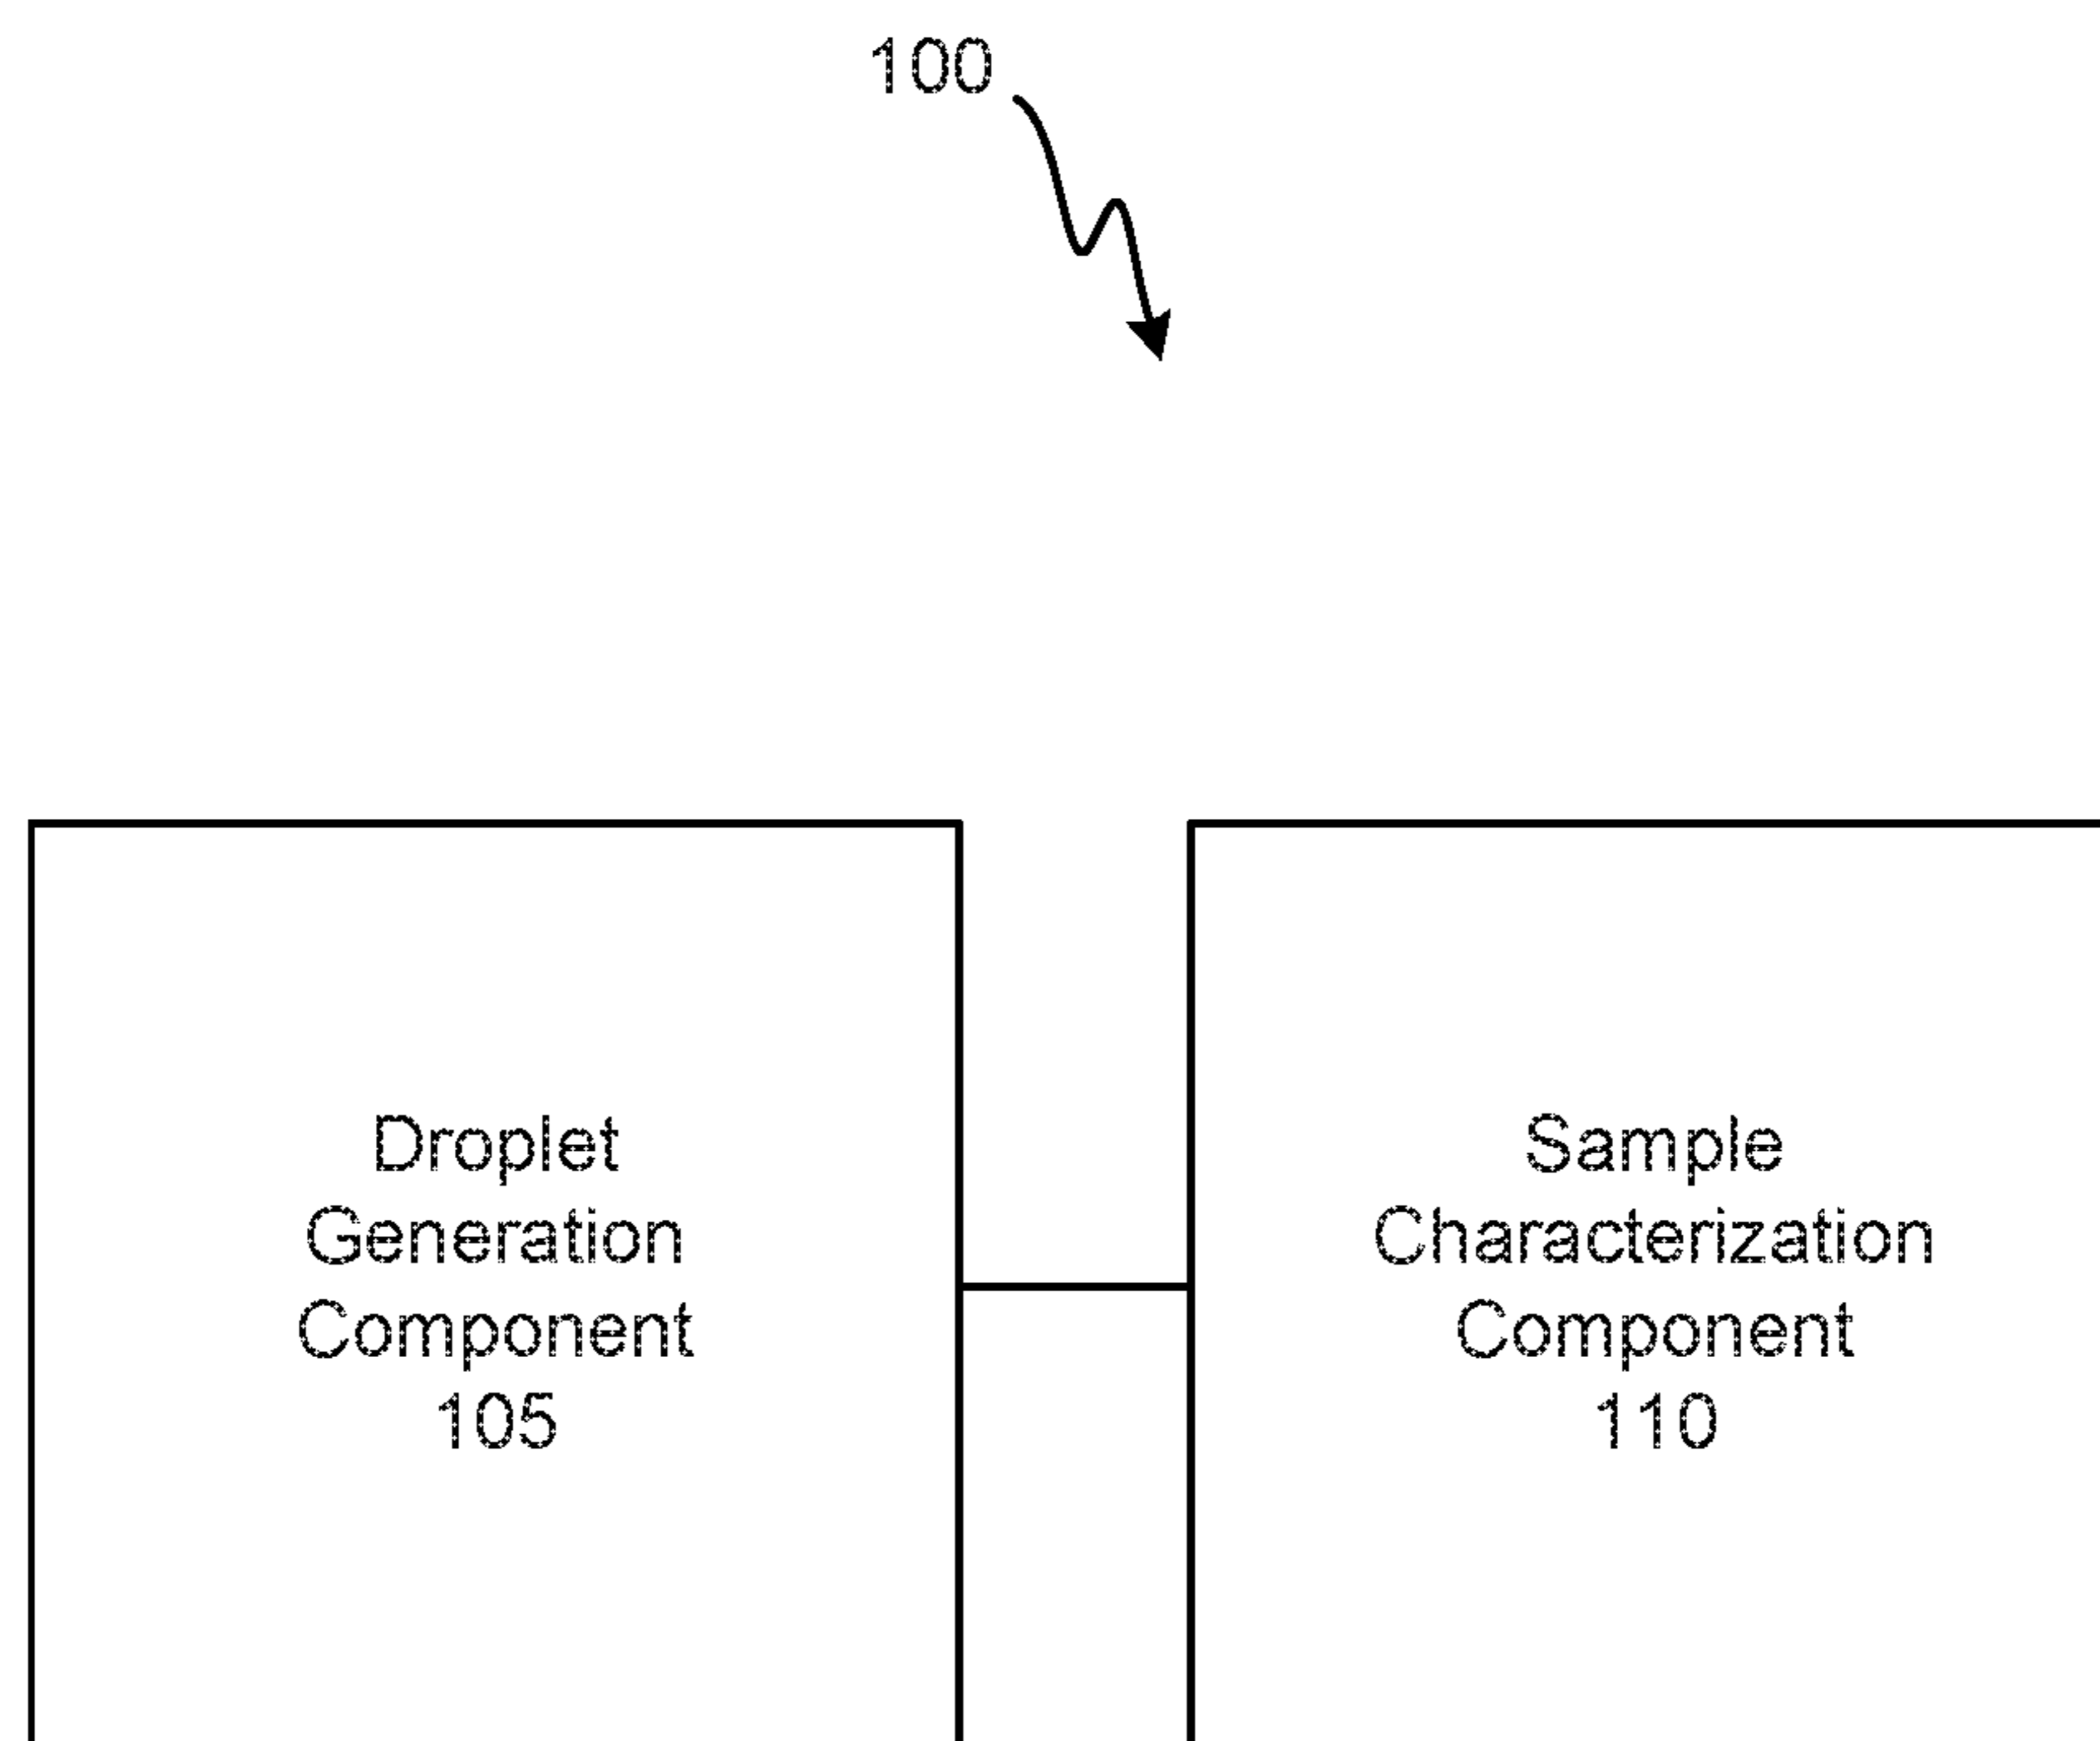 100
Droplet
Generation
Component
105
Sample
Characterization
Component
110